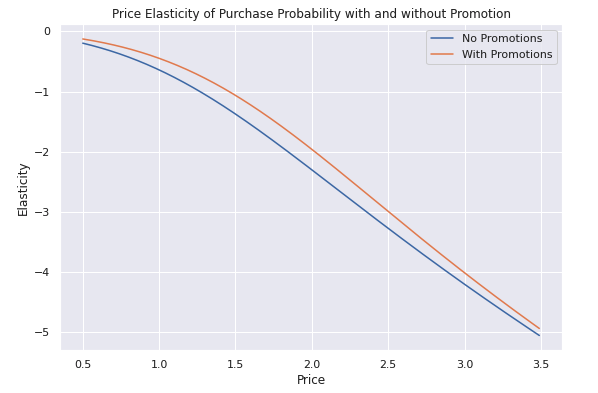 Price Elasticity of Purchase Probability with and without Promotion
No Promotions
With Promotions
0
−1
−2
−3
−4
−5
Elasticity
0.5 1.0 1.5 2.0 2.5 3.0 3.5
Price